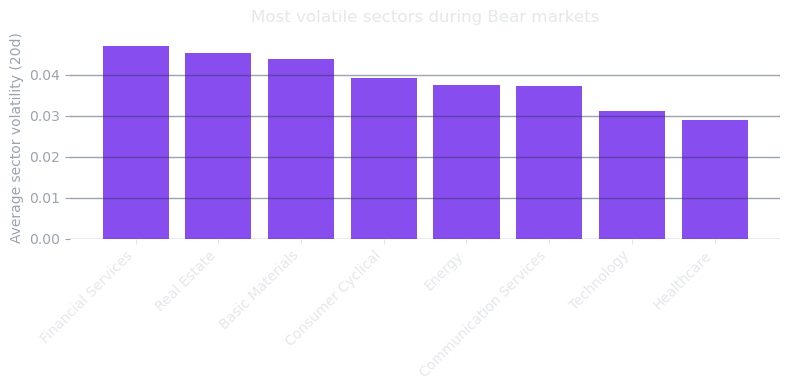 Most volatile sectors during Bear markets
Average sector volatility (20d)
0.04
0.03
0.02
0.01
0.00
Financial Services
Real Estate
Basic Materials
Consumer Cyclical
Energy
Communication Services
Technology
Healthcare